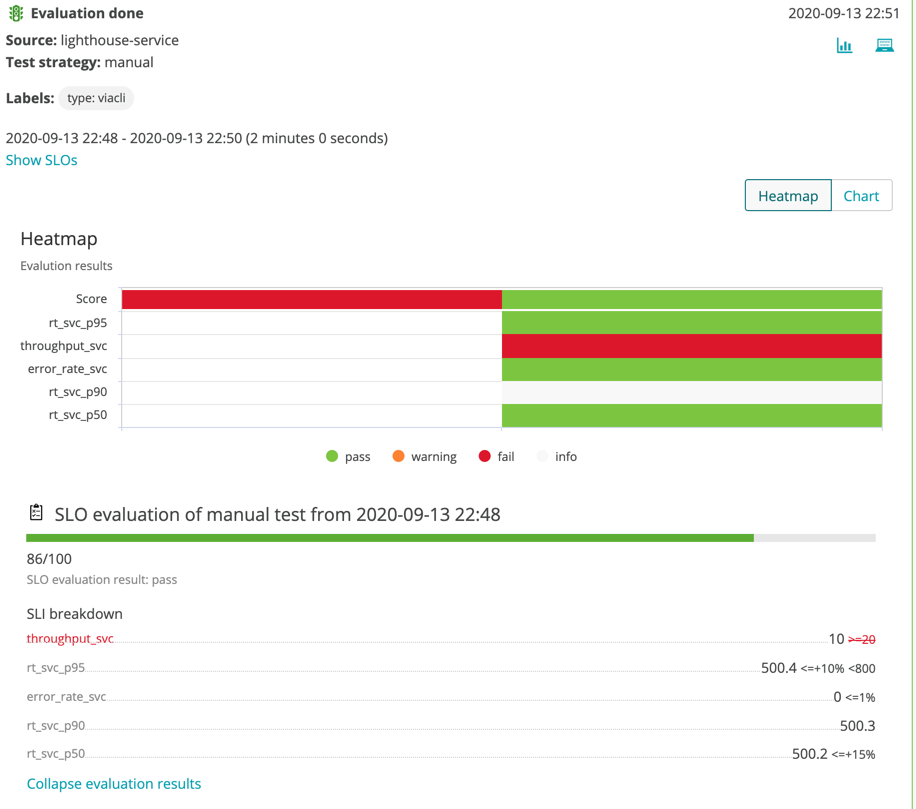 Evaluation done 2020-09-13 22:51
Source: lighthouse-service
Test strategy: manual
Labels: type: viacli
2020-09-13 22:48 - 2020-09-13 22:50 (2 minutes 0 seconds)
Show SLOs
Heatmap Chart
Heatmap
Evalution results
Score
rt_svc_p95
throughput_svc
error_rate_svc
rt_svc_p90
rt_svc_p50
pass warning fail info
SLO evaluation of manual test from 2020-09-13 22:48
86/100
SLO evaluation result: pass
SLI breakdown
throughput_svc 10 >=20
rt_svc_p95 500.4 <=+10% <800
error_rate_svc 0 <=1%
rt_svc_p90 500.3
rt_svc_p50 500.2 <=+15%
Collapse evaluation results